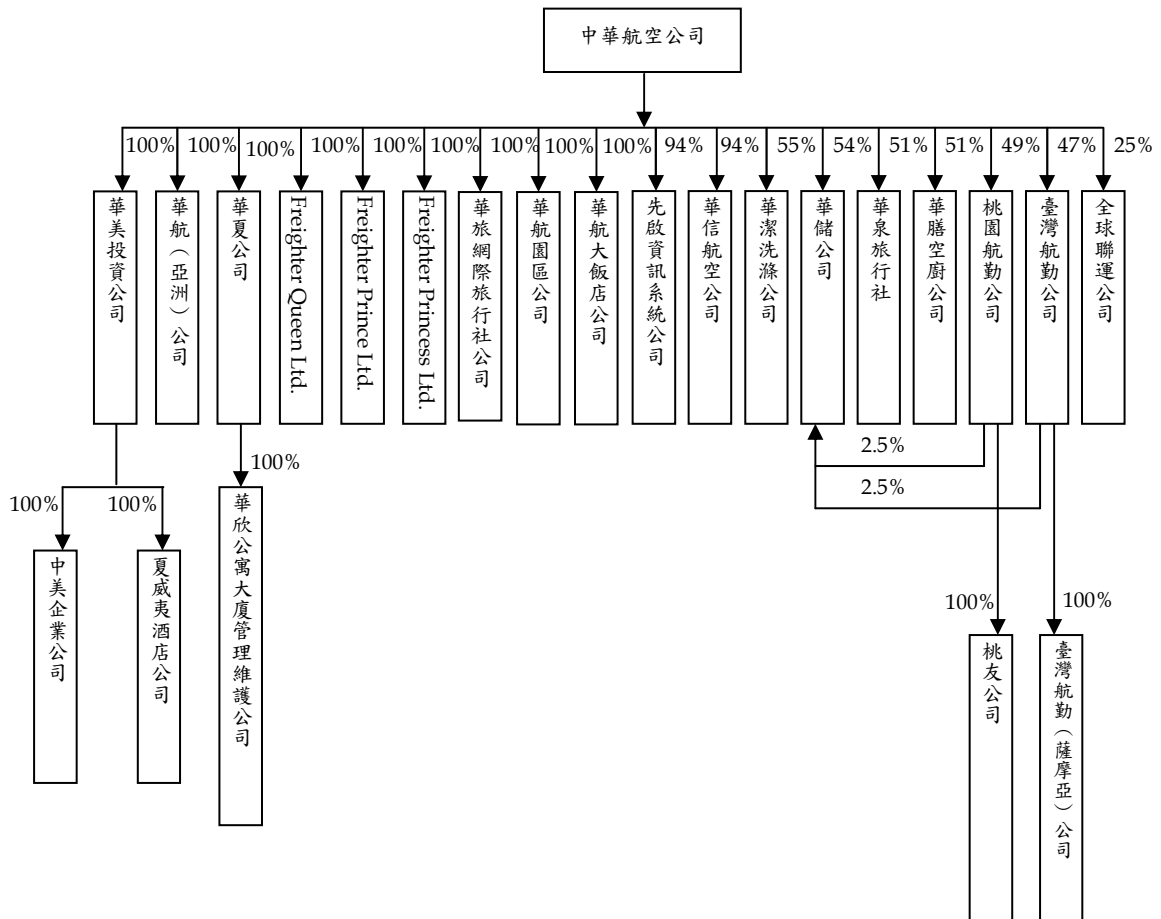 中華航空公司
100%
100%
100%
100%
100%
100%
100%
100%
100%
94%
94%
55%
54%
51%
51%
49%
47%
25%
華美投資公司
華航（亞洲）公司
華夏公司
Freighter Queen Ltd.
Freighter Prince Ltd.
Freighter Princess Ltd.
華旅網際旅行社公司
華航園區公司
華航大飯店公司
先啟資訊系統公司
華信航空公司
華潔洗滌公司
華儲公司
華泉旅行社
華膳空廚公司
桃園航勤公司
臺灣航勤公司
全球聯運公司
2.5%
2.5%
100%
100%
100%
中美企業公司
夏威夷酒店公司
華欣公寓大廈管理維護公司
100%
100%
桃友公司
臺灣航勤（薩摩亞）公司